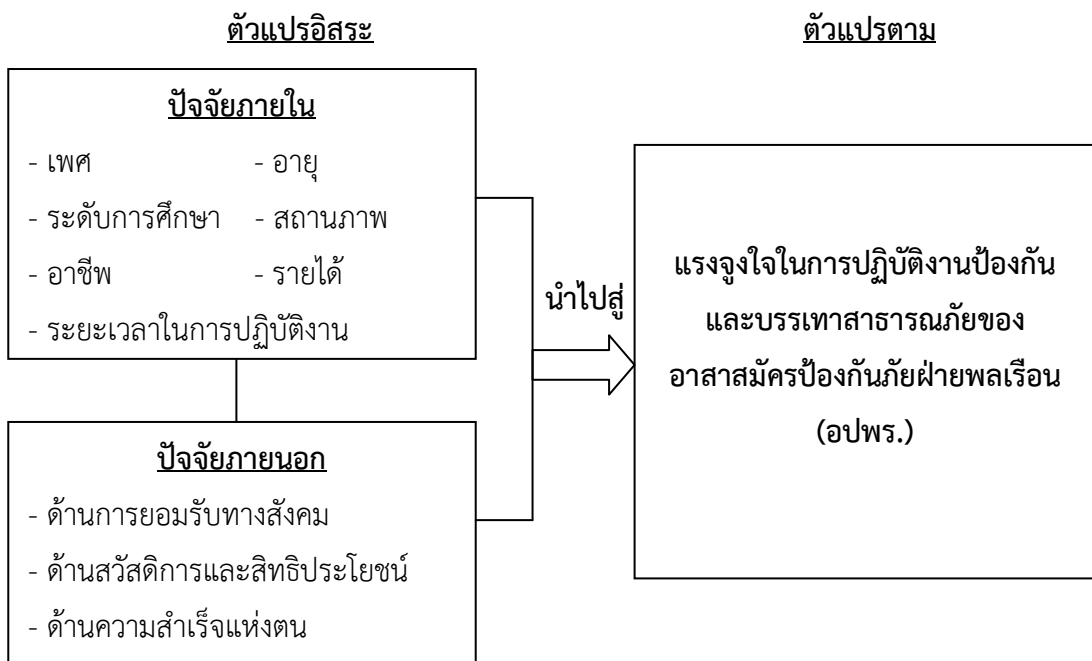 ตัวแปรอิสระ
ตัวแปรตาม
ปัจจัยภายใน
- เพศ - อายุ
- ระดับการศึกษา - สถานภาพ
- อาชีพ - รายได้
- ระยะเวลาในการปฏิบัติงาน
ปัจจัยภายนอก
- ด้านการยอมรับทางสังคม
- ด้านสวัสดิการและสิทธิประโยชน์
- ด้านความสำเร็จแห่งตน
นำไปสู่
แรงจูงใจในการปฏิบัติงานป้องกัน
และบรรเทาสาธารณภัยของ
อาสาสมัครป้องกันภัยฝ่ายพลเรือน
(อปพร.)